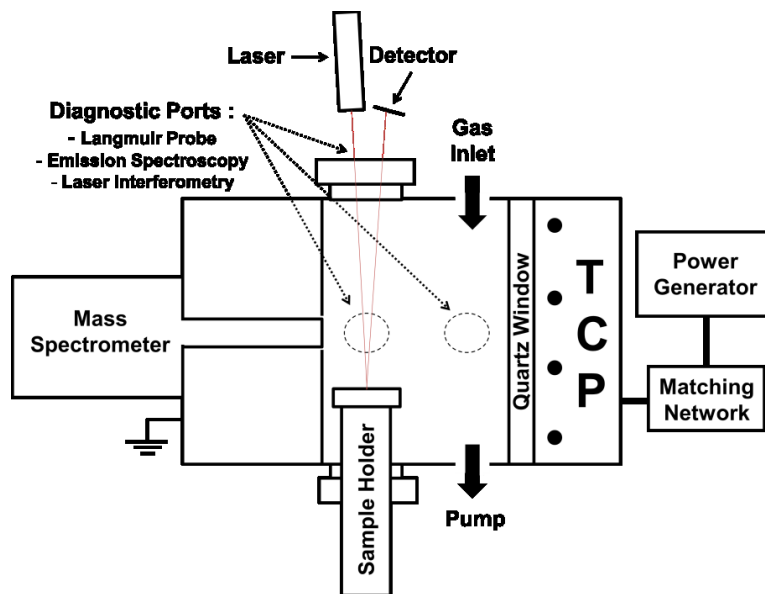 Laser
Detector
Diagnostic Ports :
- Langmuir Probe
- Emission Spectroscopy
- Laser Interferometry
Gas
Inlet
Mass
Spectrometer
Quartz Window
T
C
P
Power
Generator
Matching
Network
Sample Holder
Pump